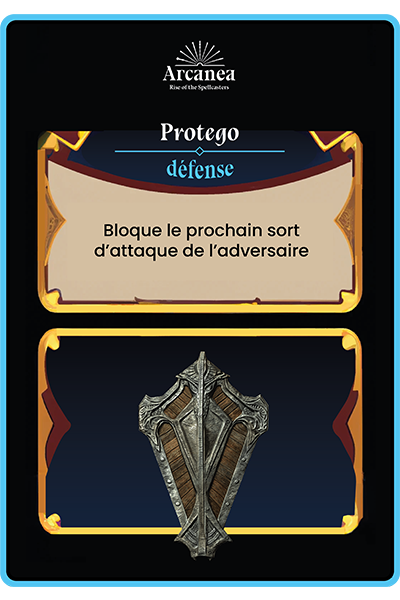 Arcanea
Rise of the Spellcasters
Protego
défense
Bloque le prochain sort
d’attaque de l’adversaire